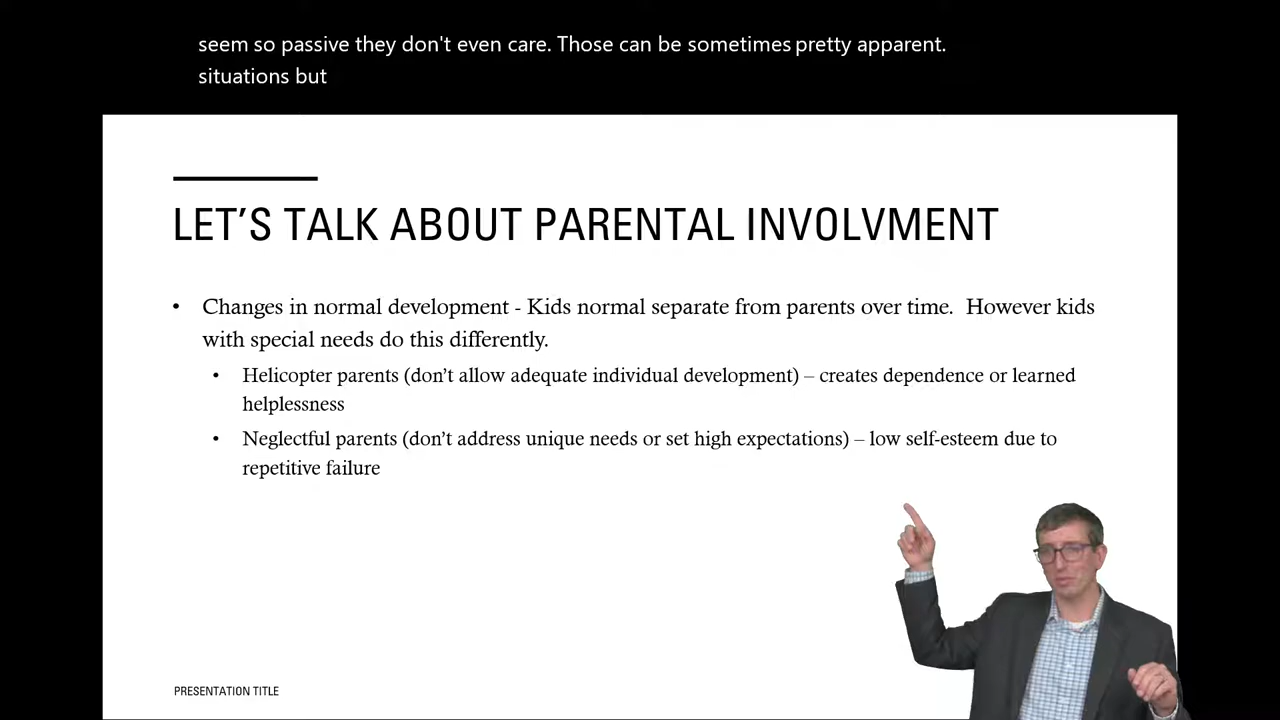 seem so passive they don't even care. Those can be sometimes pretty apparent.
situations but
LET’S TALK ABOUT PARENTAL INVOLVMENT
• Changes in normal development - Kids normal separate from parents over time.  However kids
with special needs do this differently.
• Helicopter parents (don’t allow adequate individual development) – creates dependence or learned
helplessness
• Neglectful parents (don’t address unique needs or set high expectations) – low self-esteem due to
repetitive failure
PRESENTATION TITLE